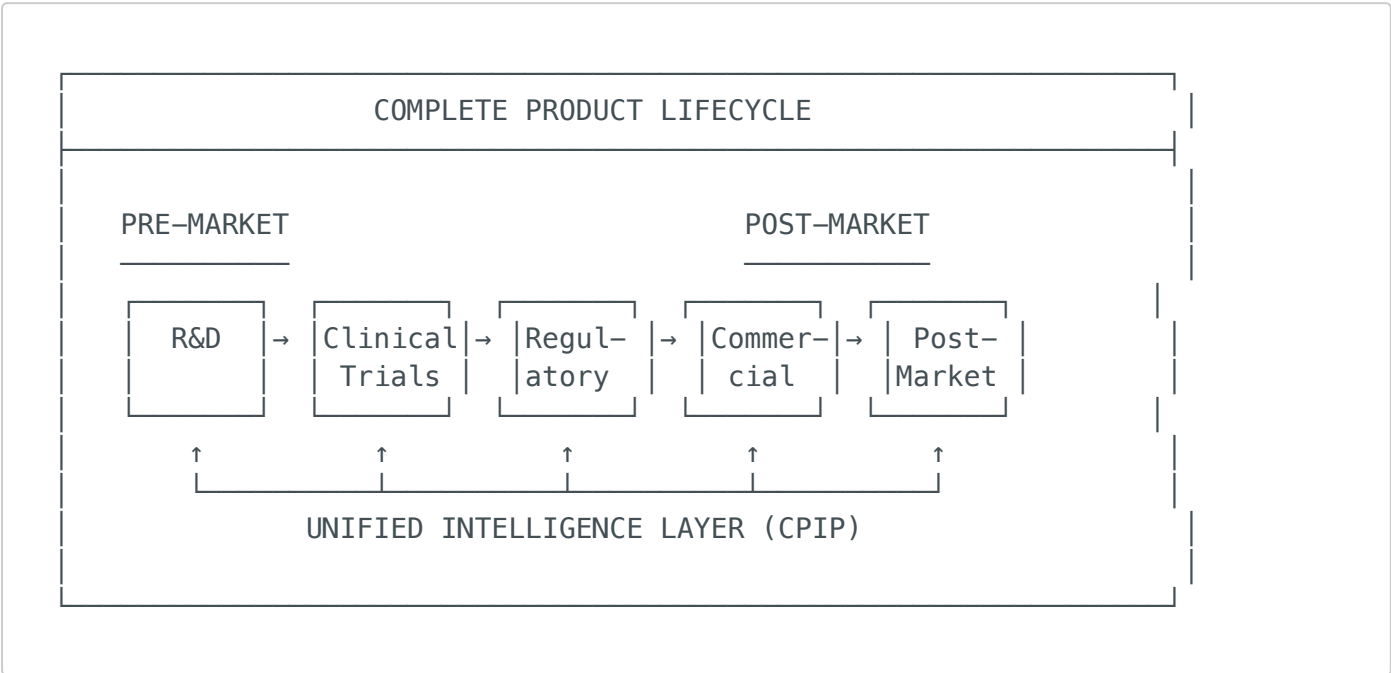 COMPLETE PRODUCT LIFECYCLE
PRE−MARKET POST−MARKET
R&D → Clinical → Regul− → Commer− → Post−
Trials atory cial Market
↑ ↑ ↑ ↑ ↑
UNIFIED INTELLIGENCE LAYER (CPIP)